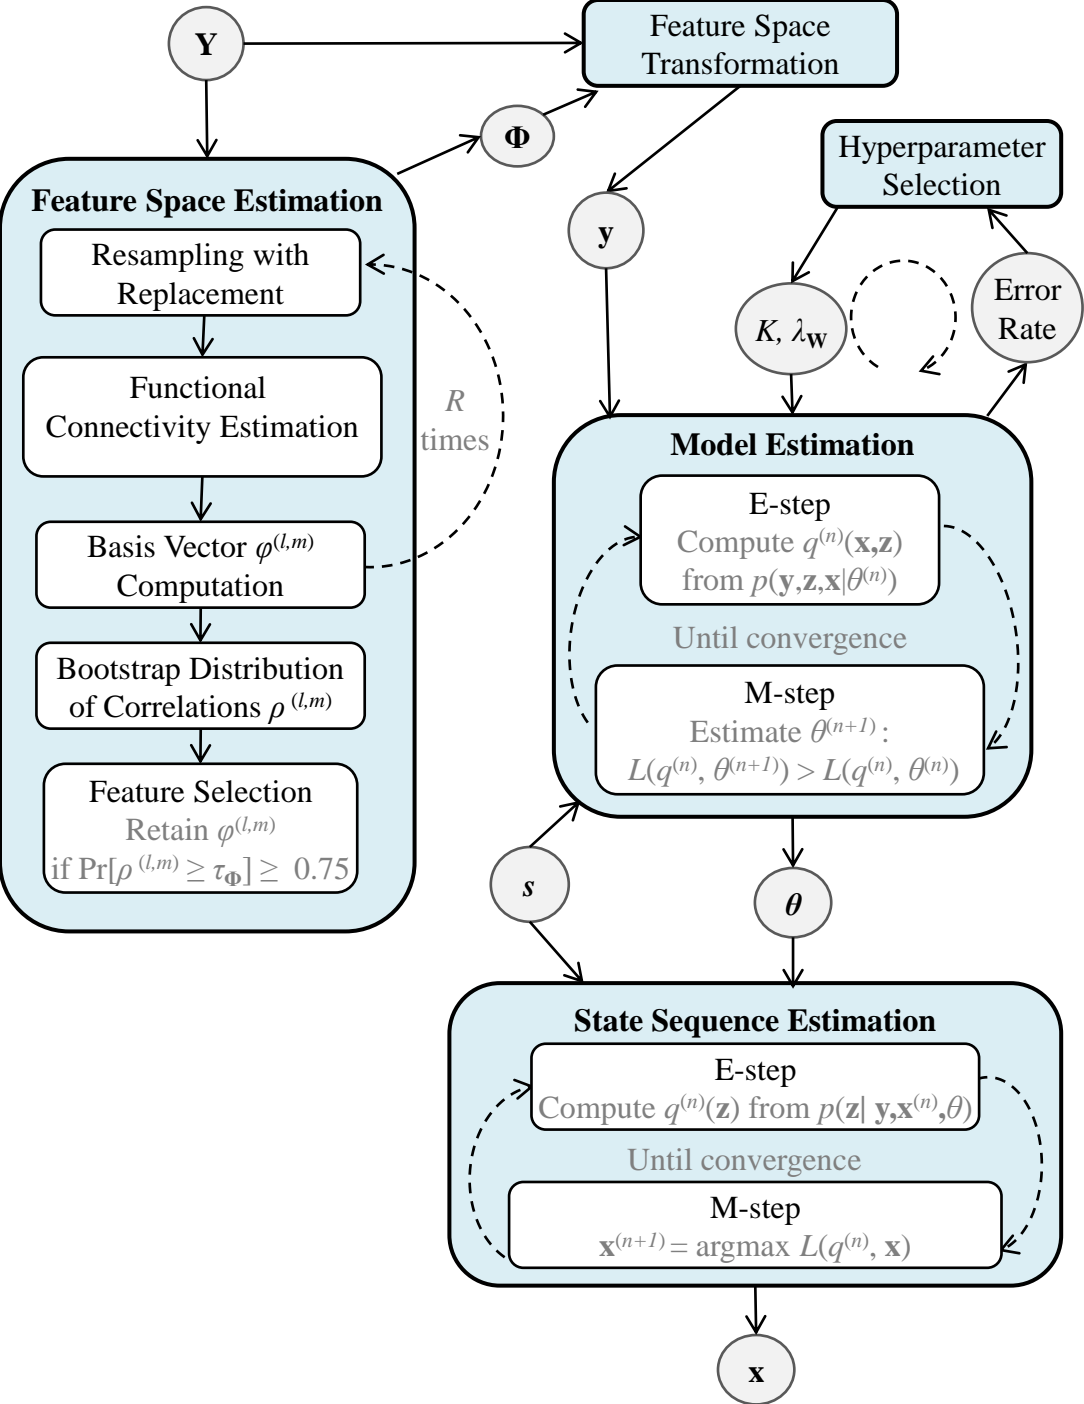 Y
Feature Space
Transformation
Φ
Hyperparameter
Selection
Feature Space Estimation
Resampling with
Replacement
y
Error
Rate
K, λ_W
Functional
Connectivity Estimation
R
times
Model Estimation
E-step
Compute q^(n)(x,z)
from p(y,z,x|θ^(n))
Until convergence
M-step
Estimate θ^(n+1) :
L(q^(n), θ^(n+1)) > L(q^(n), θ^(n))
Basis Vector φ^(l,m)
Computation
Bootstrap Distribution
of Correlations ρ^(l,m)
Feature Selection
Retain φ^(l,m)
if Pr[ρ^(l,m) ≥ τ_Φ] ≥ 0.75
s
θ
State Sequence Estimation
E-step
Compute q^(n)(z) from p(z| y,x^(n),θ)
Until convergence
M-step
x^(n+1) = argmax L(q^(n), x)
x